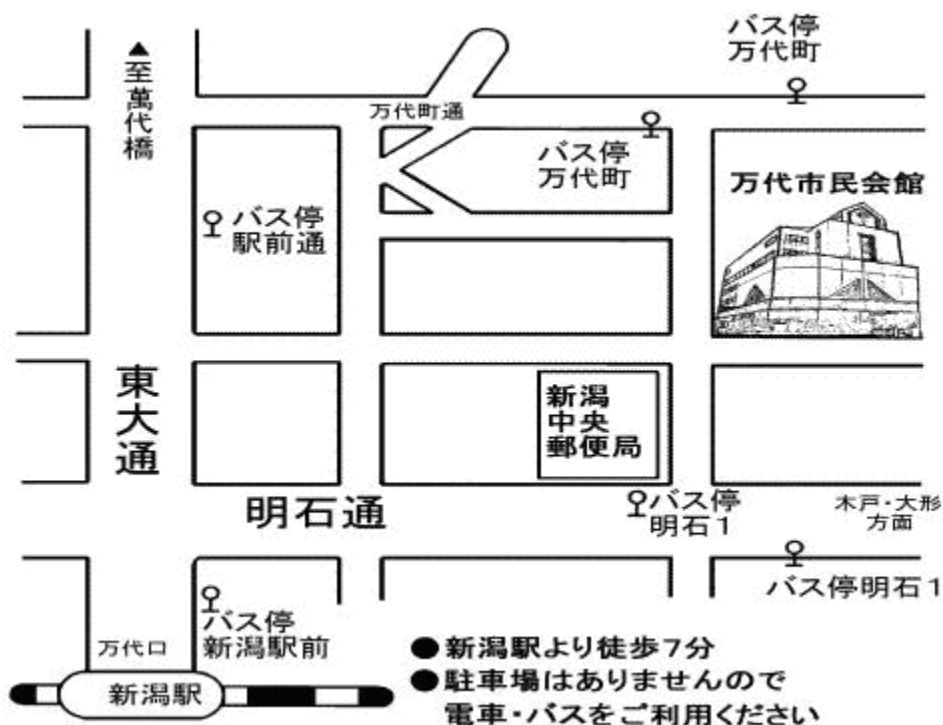 バス停
万代町
▲至萬代橋
万代町通
バス停
万代町
万代市民会館
バス停
駅前通
東大通
新潟
中央
郵便局
明石通
バス停
明石1
木戸・大形
方面
バス停明石1
バス停
新潟駅前
万代口
新潟駅
●新潟駅より徒歩7分
●駐車場はありませんので
電車・バスをご利用ください